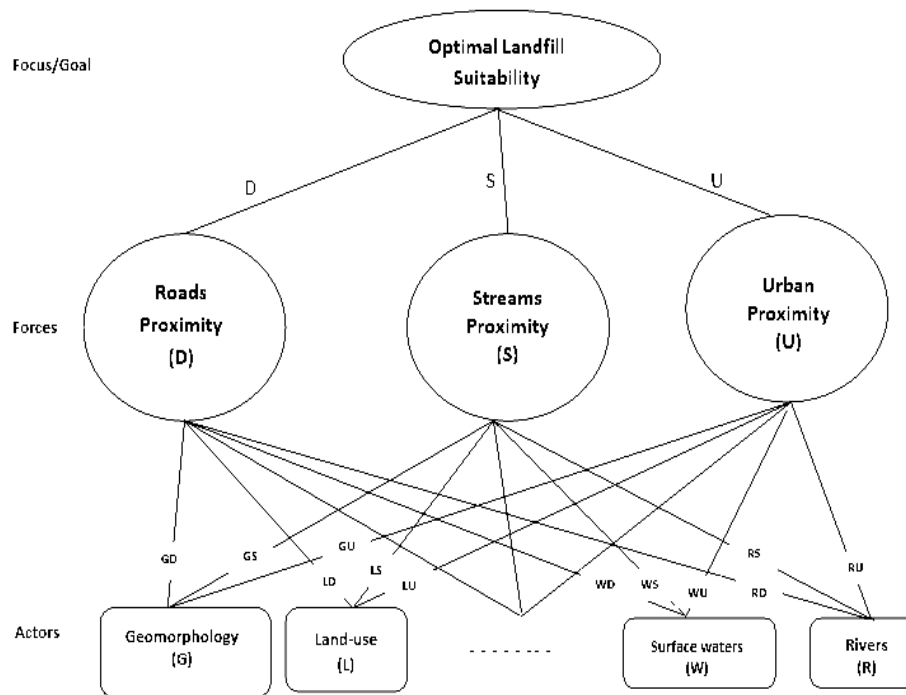 Optimal Landfill
Suitability
Focus/Goal
D
S
U
Roads
Proximity
(D)
Streams
Proximity
(S)
Urban
Proximity
(U)
Forces
GD
GS
GU
LD
LS
LU
WD
WS
WU
RS
RD
RU
Actors
Geomorphology
(G)
Land-use
(L)
- - - - - - - -
Surface waters
(W)
Rivers
(R)